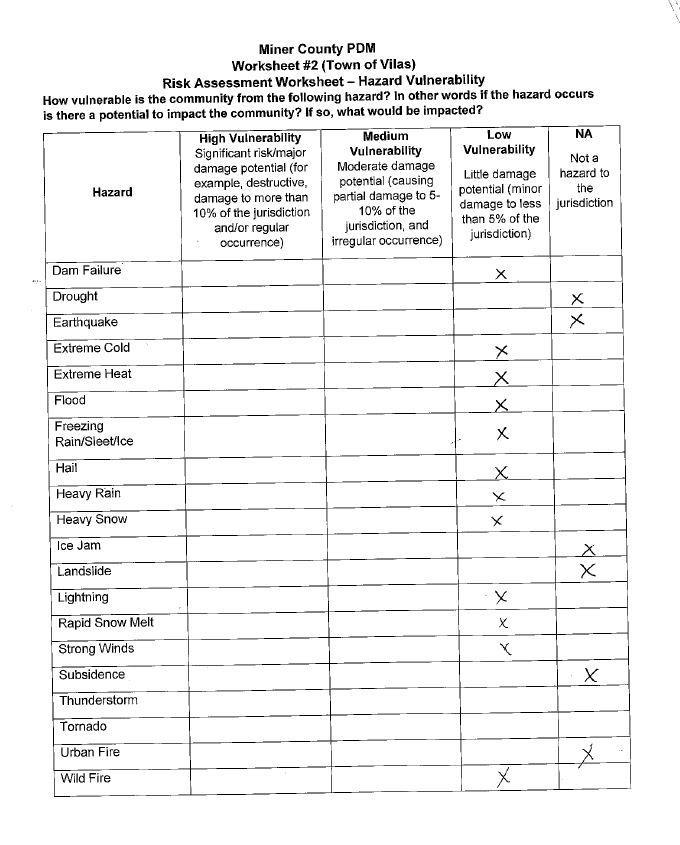 Miner County PDM
Worksheet #2 (Town of Vilas)
Risk Assessment Worksheet – Hazard Vulnerability
How vulnerable is the community from the following hazard? In other words if the hazard occurs
is there a potential to impact the community? If so, what would be impacted?
Hazard
High Vulnerability
Significant risk/major
damage potential (for
example, destructive,
damage to more than
10% of the jurisdiction
and/or regular
occurrence)
Medium
Vulnerability
Moderate damage
potential (causing
partial damage to 5-
10% of the
jurisdiction, and
irregular occurrence)
Low
Vulnerability
Little damage
potential (minor
damage to less
than 5% of the
jurisdiction)
NA
Not a
hazard to
the
jurisdiction
Dam Failure X
Drought X
Earthquake X
Extreme Cold X
Extreme Heat X
Flood X
Freezing
Rain/Sleet/Ice X
Hail X
Heavy Rain X
Heavy Snow X
Ice Jam X
Landslide X
Lightning X
Rapid Snow Melt X
Strong Winds X
Subsidence X
Thunderstorm
Tornado
Urban Fire X
Wild Fire X